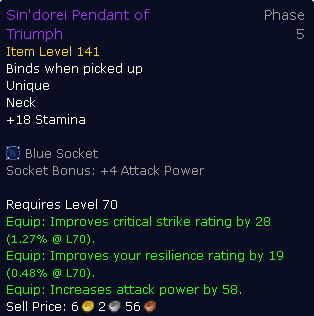 Sin'dorei Pendant of Phase
Triumph 5
Item Level 141
Binds when picked up
Unique
Neck
+18 Stamina
Blue Socket
Socket Bonus: +4 Attack Power
Requires Level 70
Equip: Improves critical strike rating by 28
(1.27% @ L70).
Equip: Improves your resilience rating by 19
(0.48% @ L70).
Equip: Increases attack power by 58.
Sell Price: 6 2 56